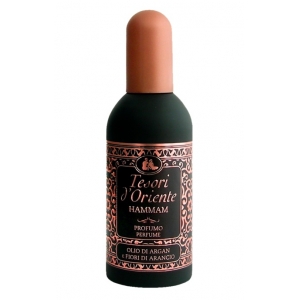 Tesori
d'Oriente
HAMMAM
PROFUMO
PERFUME
OLIO DI ARGAN
E FIORI DI ARANCIO